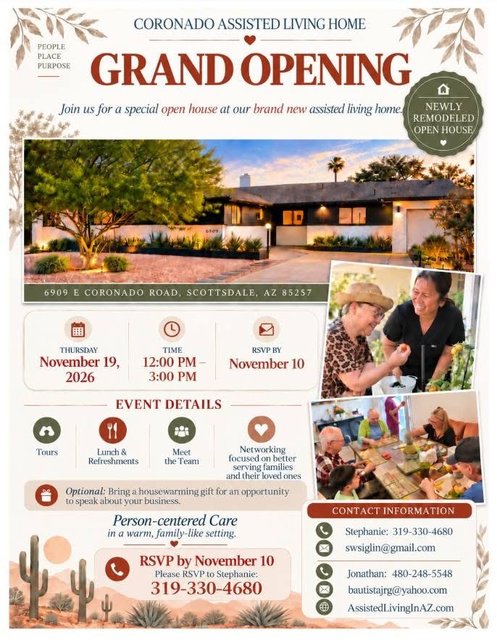 CORONADO ASSISTED LIVING HOME
PEOPLE
PLACE
PURPOSE
GRAND OPENING
Join us for a special open house at our brand new assisted living home.
NEWLY
REMODELED
OPEN HOUSE
6909
6909 E CORONADO ROAD, SCOTTSDALE, AZ 85257
THURSDAY
November 19,
2026
TIME
12:00 PM –
3:00 PM
RSVP BY
November 10
EVENT DETAILS
Tours
Lunch &
Refreshments
Meet
the Team
Networking
focused on better
serving families
and their loved ones
Optional: Bring a housewarming gift for an opportunity
to speak about your business.
Person-centered Care
in a warm, family-like setting.
RSVP by November 10
Please RSVP to Stephanie:
319-330-4680
CONTACT INFORMATION
Stephanie: 319-330-4680
swsiglin@gmail.com
Jonathan: 480-248-5548
bautistajrg@yahoo.com
AssistedLivingInAZ.com